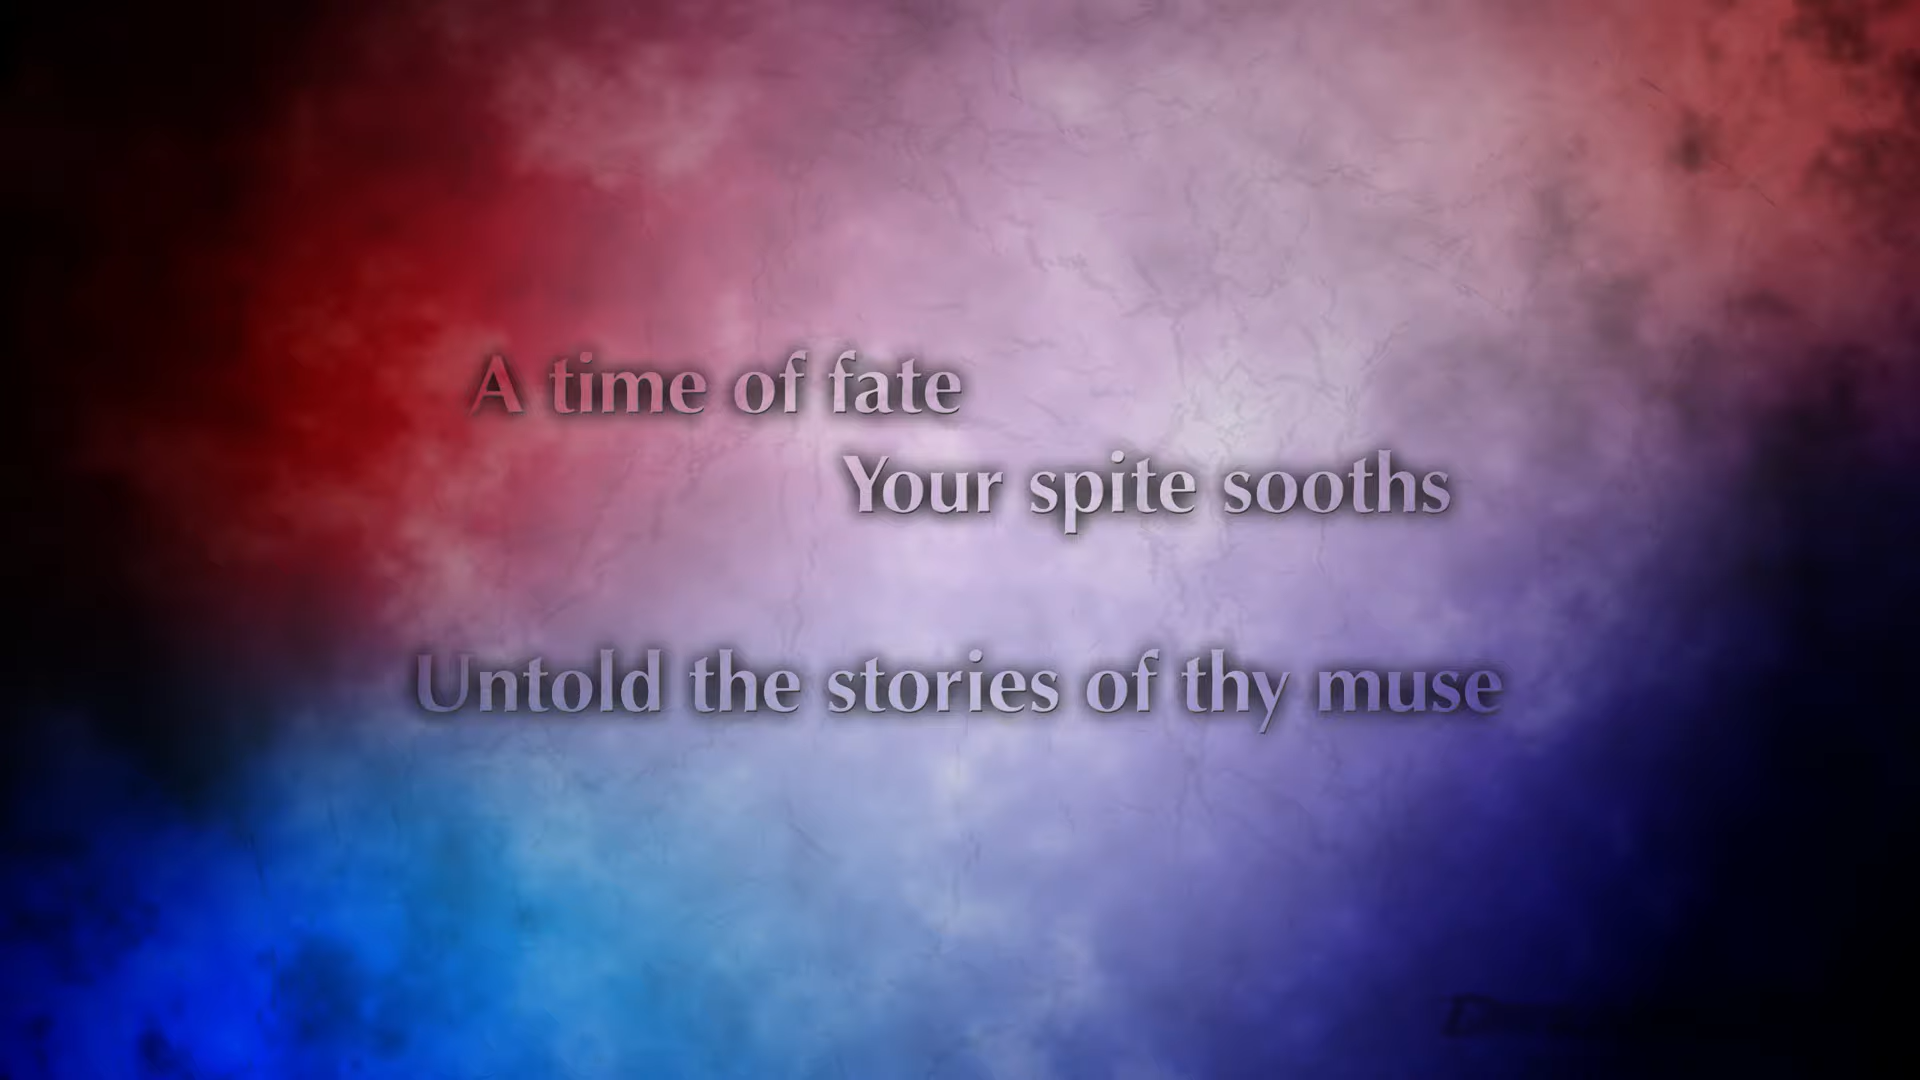 A time of fate
Your spite sooths
Untold the stories of thy muse